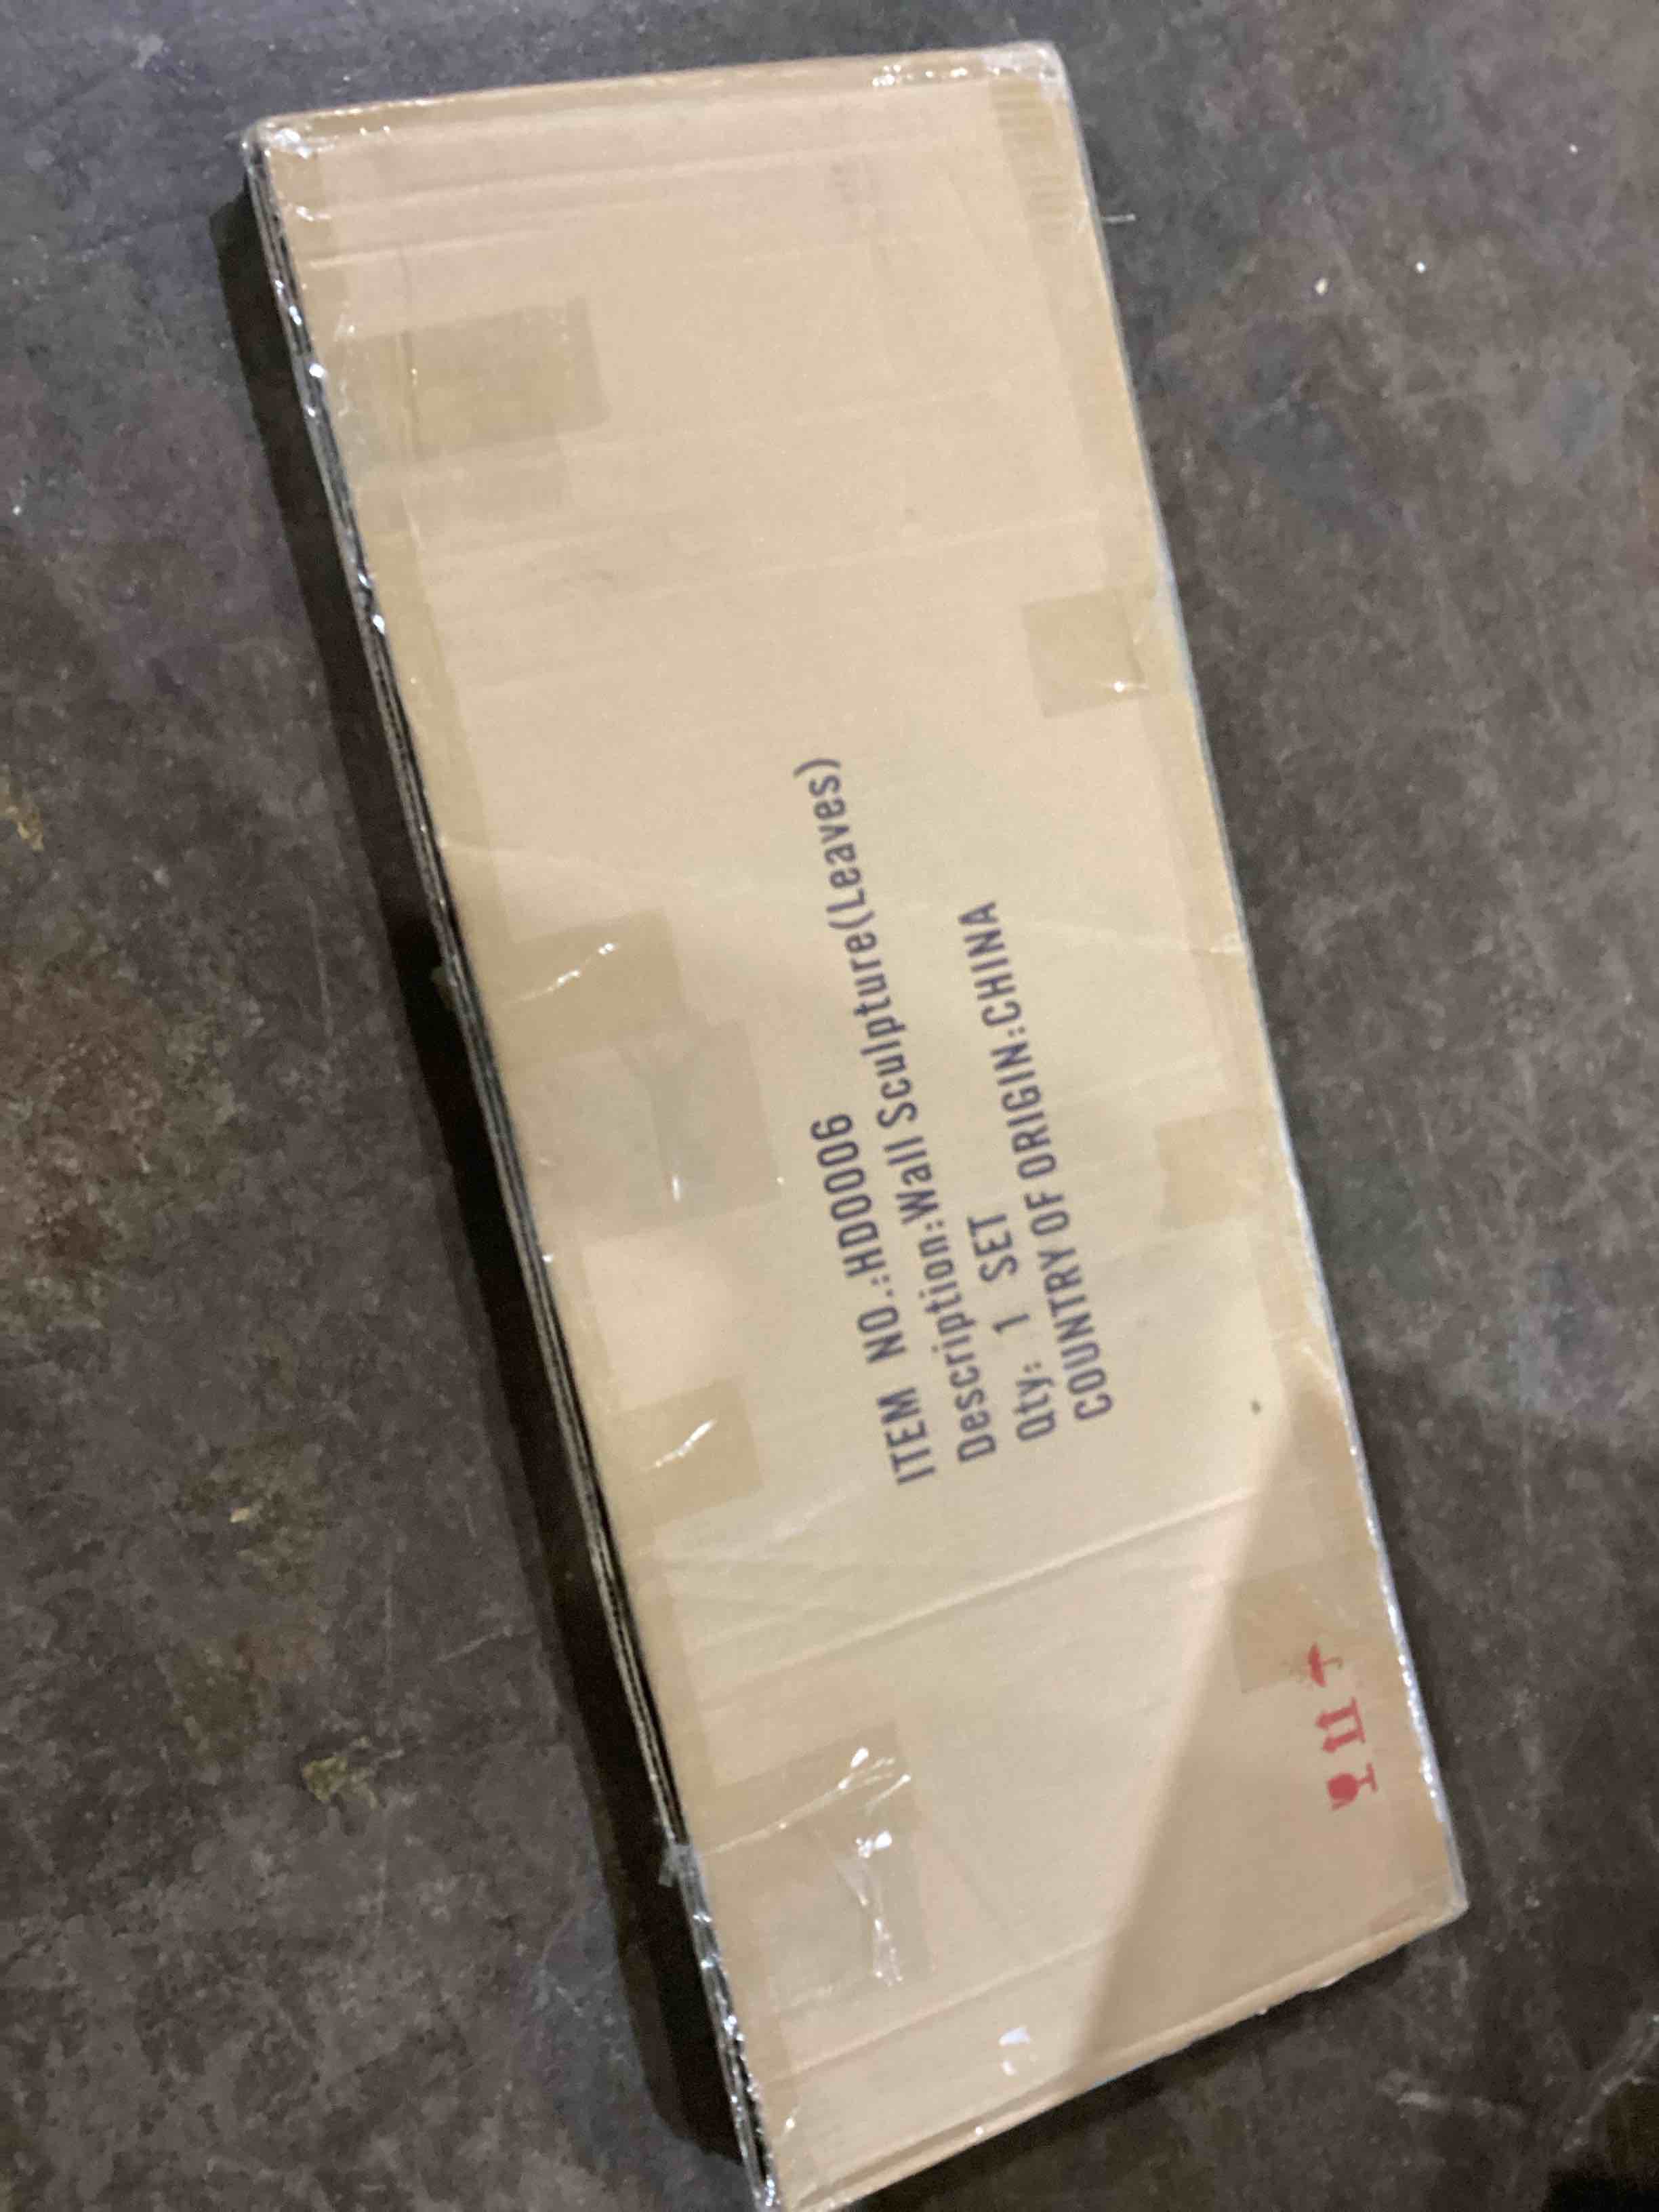 ITEM NO.:HD0006
Description:Wall Sculpture(Leaves)
Qty: 1 SET
COUNTRY OF ORIGIN:CHINA